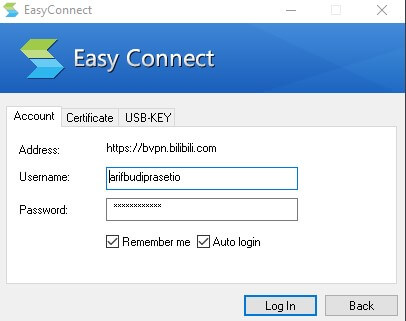 EasyConnect
Easy Connect
Account Certificate USB-KEY
Address: https://bvpn.bilibili.com
Username: arifbudiprasetio
Password: ************
Remember me Auto login
Log In Back